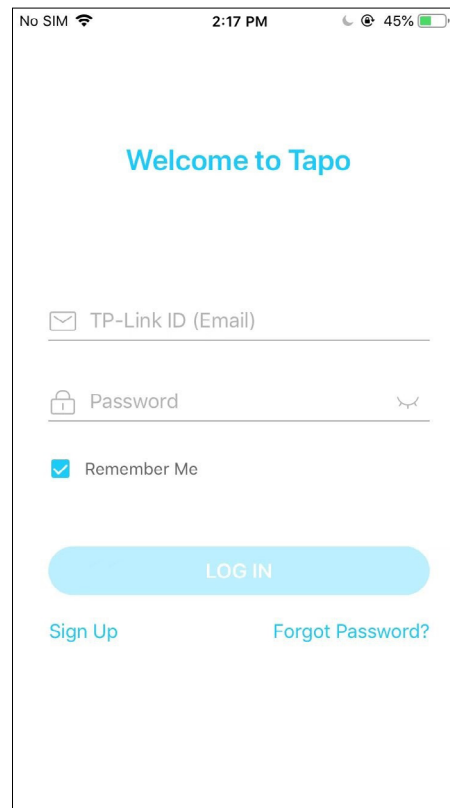 No SIM 2:17 PM 45%
Welcome to Tapo
TP-Link ID (Email)
Password
Remember Me
LOG IN
Sign Up Forgot Password?